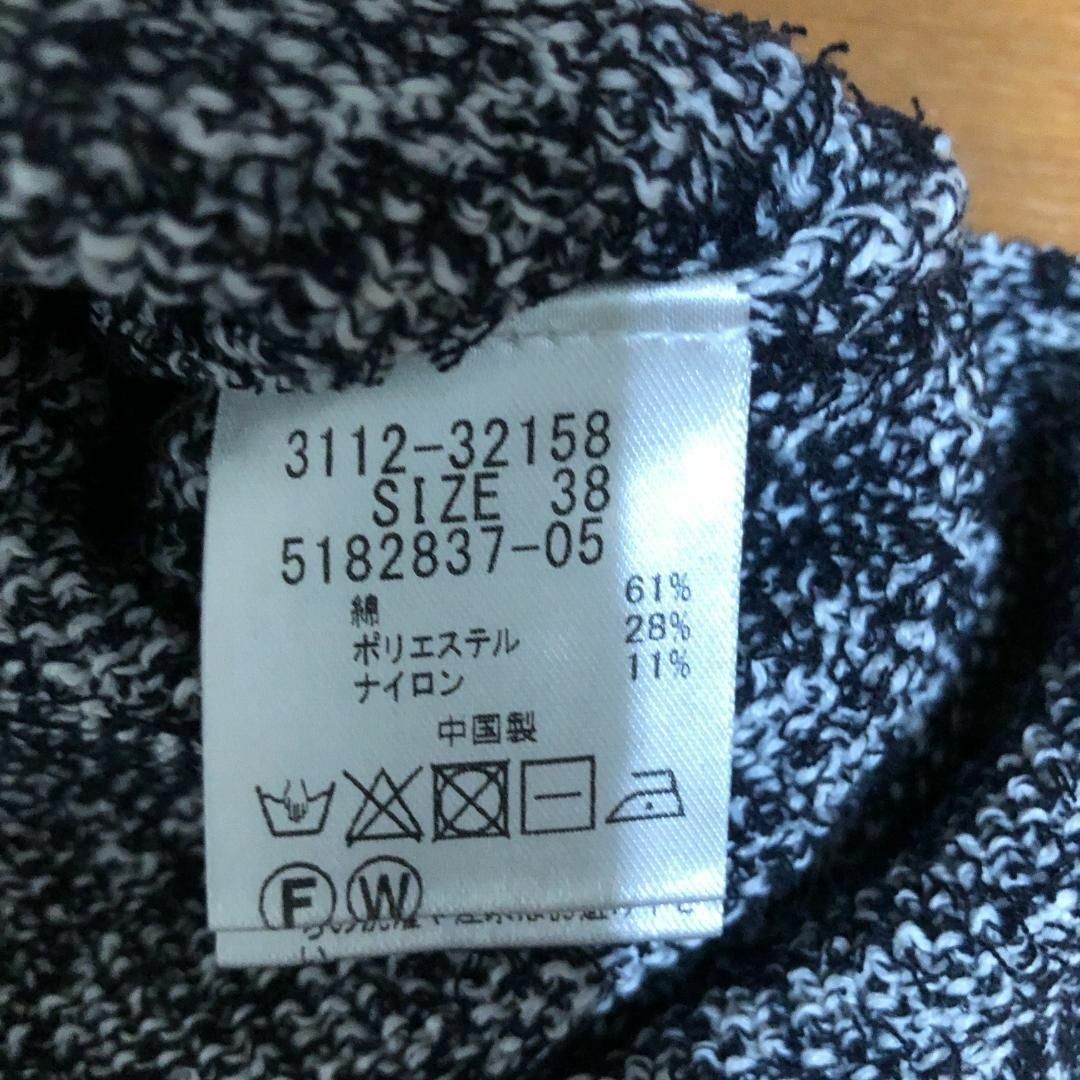 3112-32158
SIZE 38
5182837-05
綿 61%
ポリエステル 28%
ナイロン 11%
中国製
F W